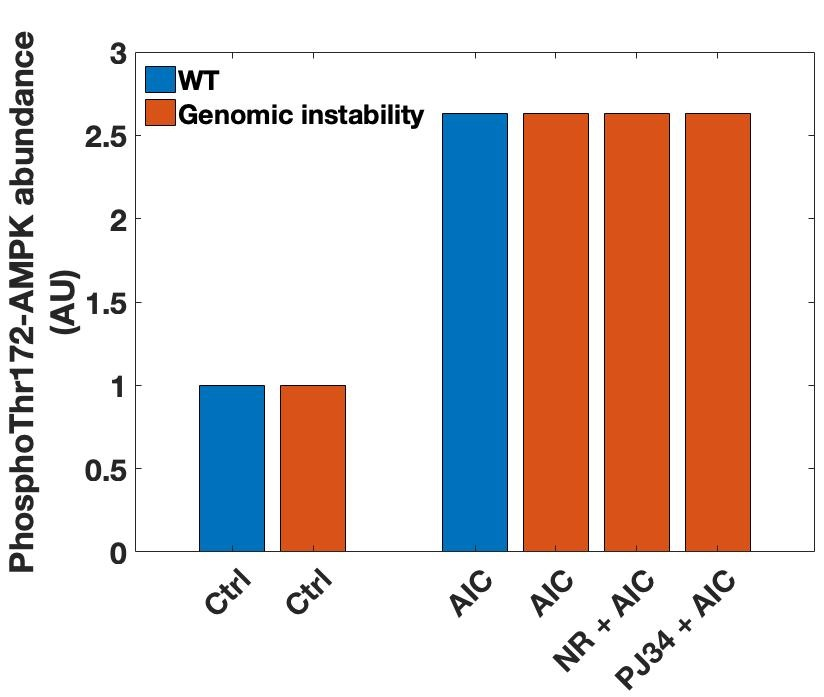 PhosphoThr172-AMPK abundance
(AU)
3
2.5
2
1.5
1
0.5
0
WT
Genomic instability
Ctrl
Ctrl
AIC
AIC
NR + AIC
PJ34 + AIC